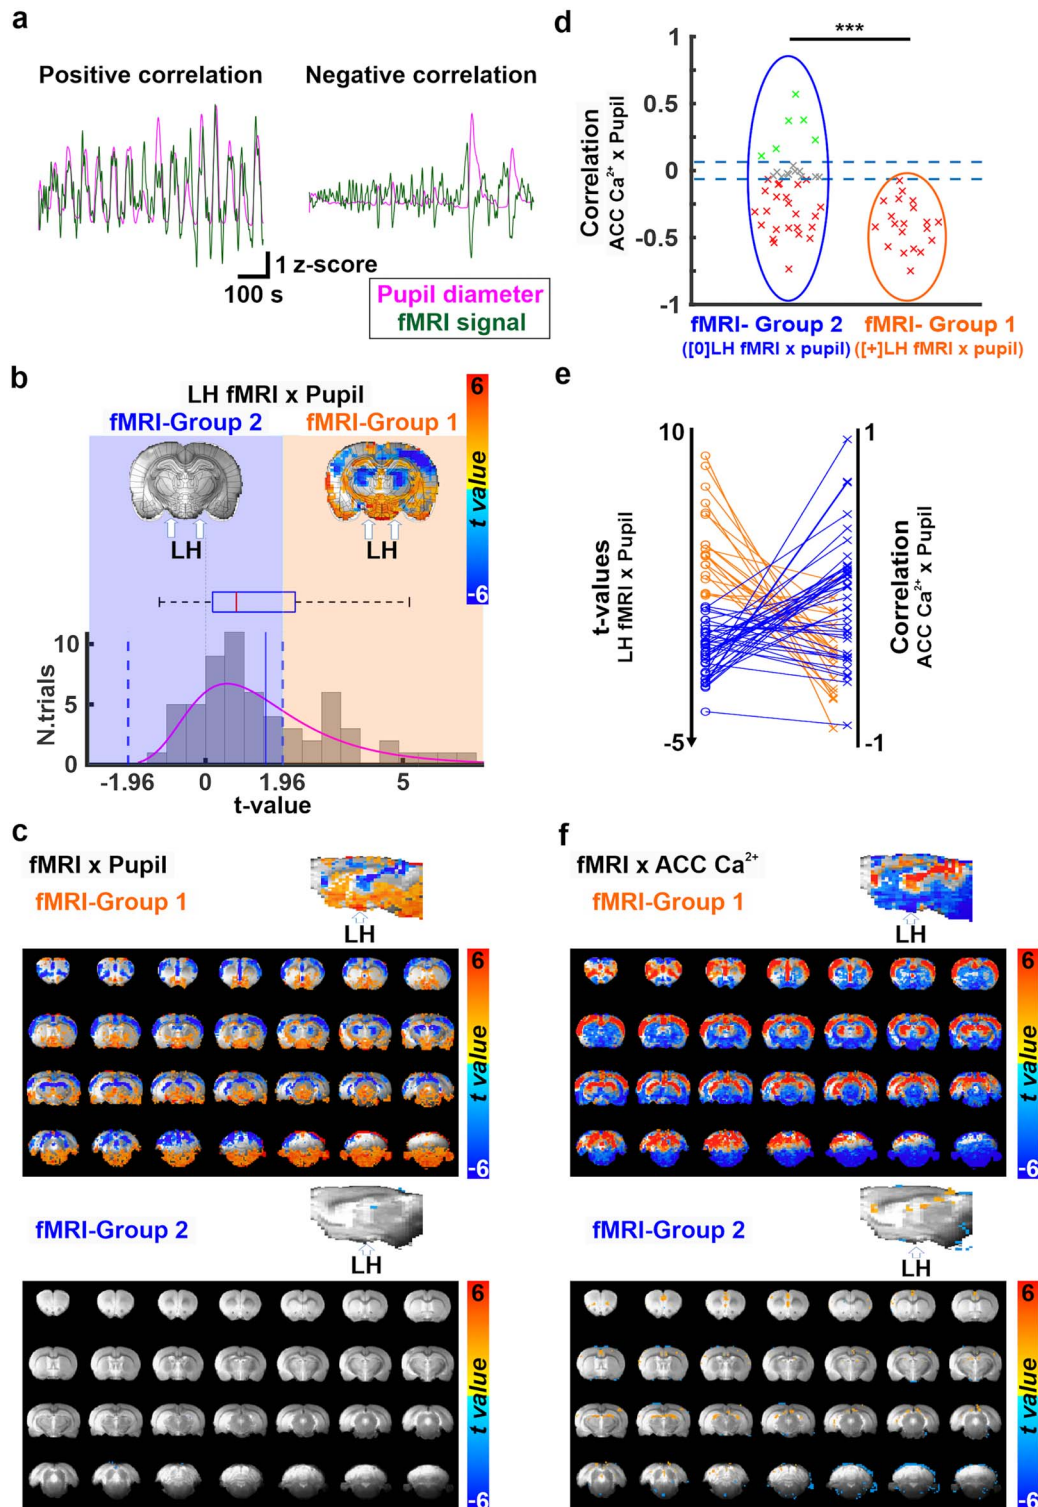 a
Positive correlation
Negative correlation
1 z-score
100 s
Pupil diameter
fMRI signal
b
LH fMRI x Pupil
fMRI-Group 2
fMRI-Group 1
LH
LH
6
t value
-6
N.trials
10
5
0
-1.96
0
1.96
5
t-value
c
fMRI x Pupil
fMRI-Group 1
LH
6
t value
-6
fMRI-Group 2
LH
6
t value
-6
d
***
Correlation
ACC Ca²⁺ x Pupil
1
0.5
0
-0.5
-1
fMRI- Group 2
([0]LH fMRI x pupil)
fMRI- Group 1
([+]LH fMRI x pupil)
e
10
-5
t-values
LH fMRI x Pupil
1
-1
Correlation
ACC Ca²⁺ x Pupil
f
fMRI x ACC Ca²⁺
fMRI-Group 1
LH
6
t value
-6
fMRI-Group 2
LH
6
t value
-6